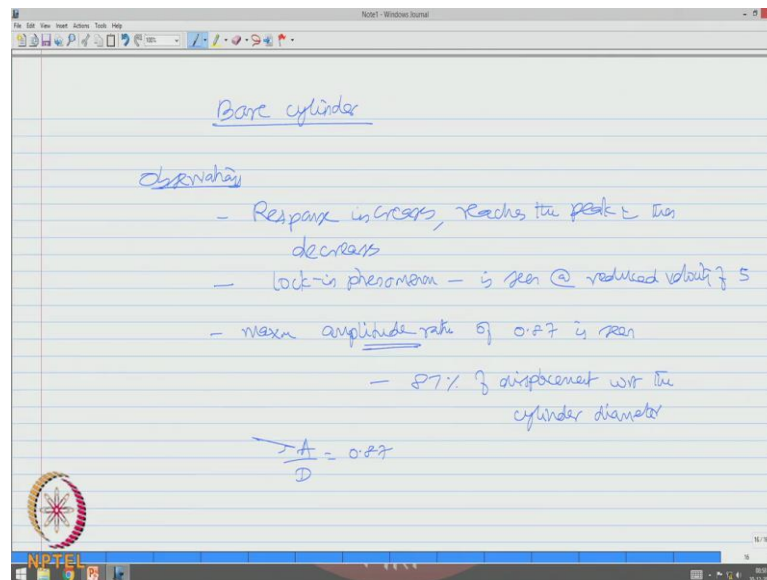 Note1 - Windows Journal
File Edit View Insert Actions Tools Help
Bare cylinder
Observations
- Response increases, reaches the peak & then
decreases
- lock-in phenomenon - is seen @ reduced velocity of 5
- maxm amplitude ratio of 0.87 is seen
- 87% of displacement wrt the
cylinder diameter
A/D = 0.87
NPTEL